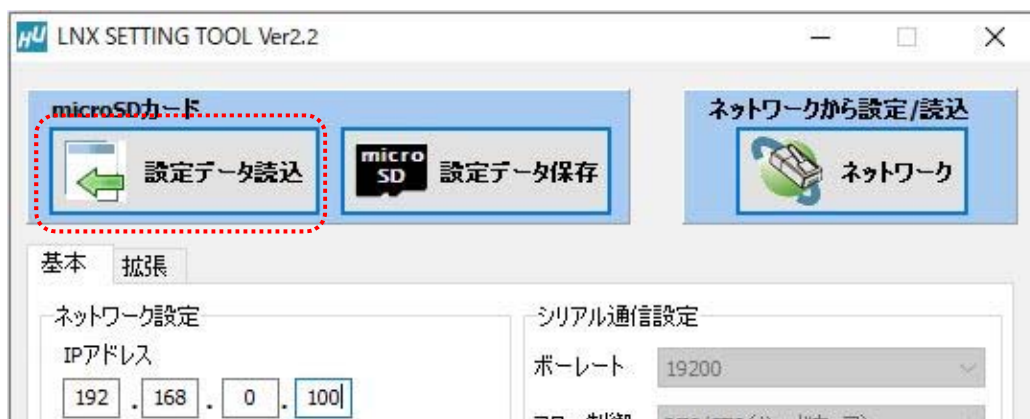 HU LNX SETTING TOOL Ver2.2
microSDカード
設定データ読込
micro
SD
設定データ保存
ネットワークから設定/読込
ネットワーク
基本
拡張
ネットワーク設定
IPアドレス
192 . 168 . 0 . 100
シリアル通信設定
ボーレート
19200